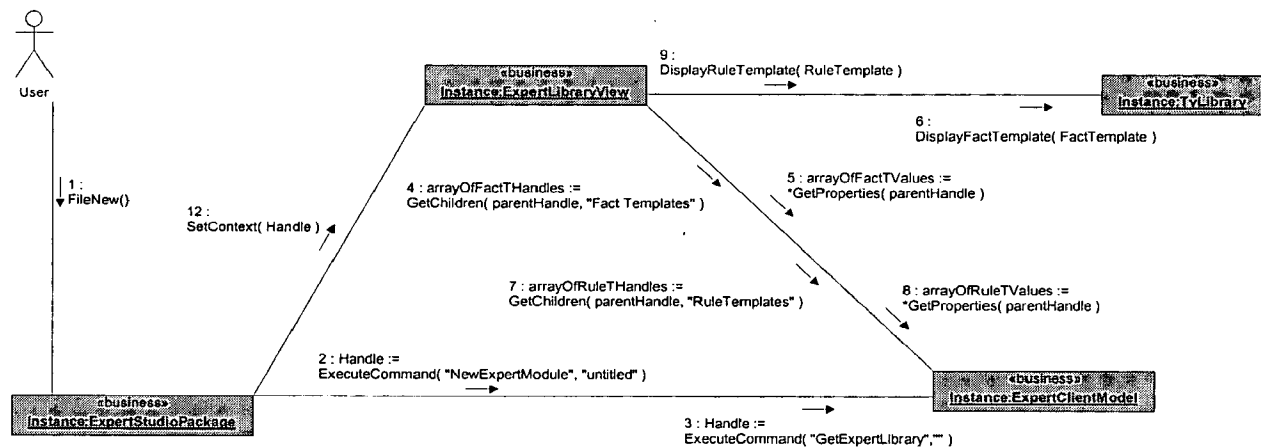 User
1 :
FileNew()
12 :
SetContext( Handle )
«business»
Instance:ExpertLibraryView
9 :
DisplayRuleTemplate( RuleTemplate )
«business»
Instance:TyLibrary
6 :
DisplayFactTemplate( FactTemplate )
4 : arrayOfFactTHandles :=
GetChildren( parentHandle, "Fact Templates" )
5 : arrayOfFactTValues :=
*GetProperties( parentHandle )
7 : arrayOfRuleTHandles :=
GetChildren( parentHandle, "RuleTemplates" )
8 : arrayOfRuleTValues :=
*GetProperties( parentHandle )
2 : Handle :=
ExecuteCommand( "NewExpertModule", "untitled" )
«business»
Instance:ExpertStudioPackage
«business»
Instance:ExpertClientModel
3 : Handle :=
ExecuteCommand( "GetExpertLibrary","" )